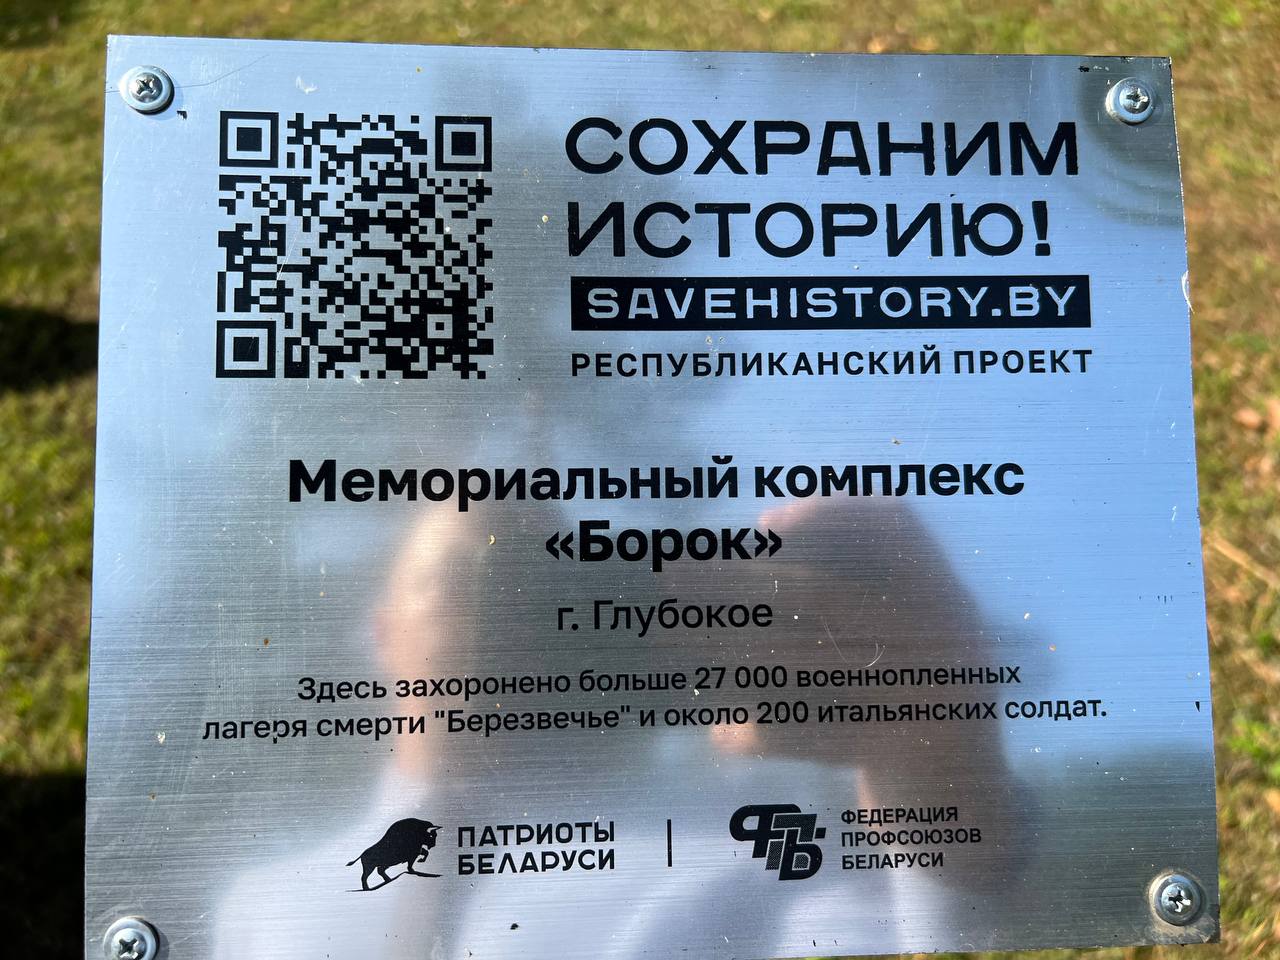 СОХРАНИМ
ИСТОРИЮ!
SAVEHISTORY.BY
РЕСПУБЛИКАНСКИЙ ПРОЕКТ
Мемориальный комплекс
«Борок»
г. Глубокое
Здесь захоронено больше 27 000 военнопленных
лагеря смерти "Березвечье" и около 200 итальянских солдат.
ПАТРИОТЫ
БЕЛАРУСИ
ФПБ
ФЕДЕРАЦИЯ
ПРОФСОЮЗОВ
БЕЛАРУСИ